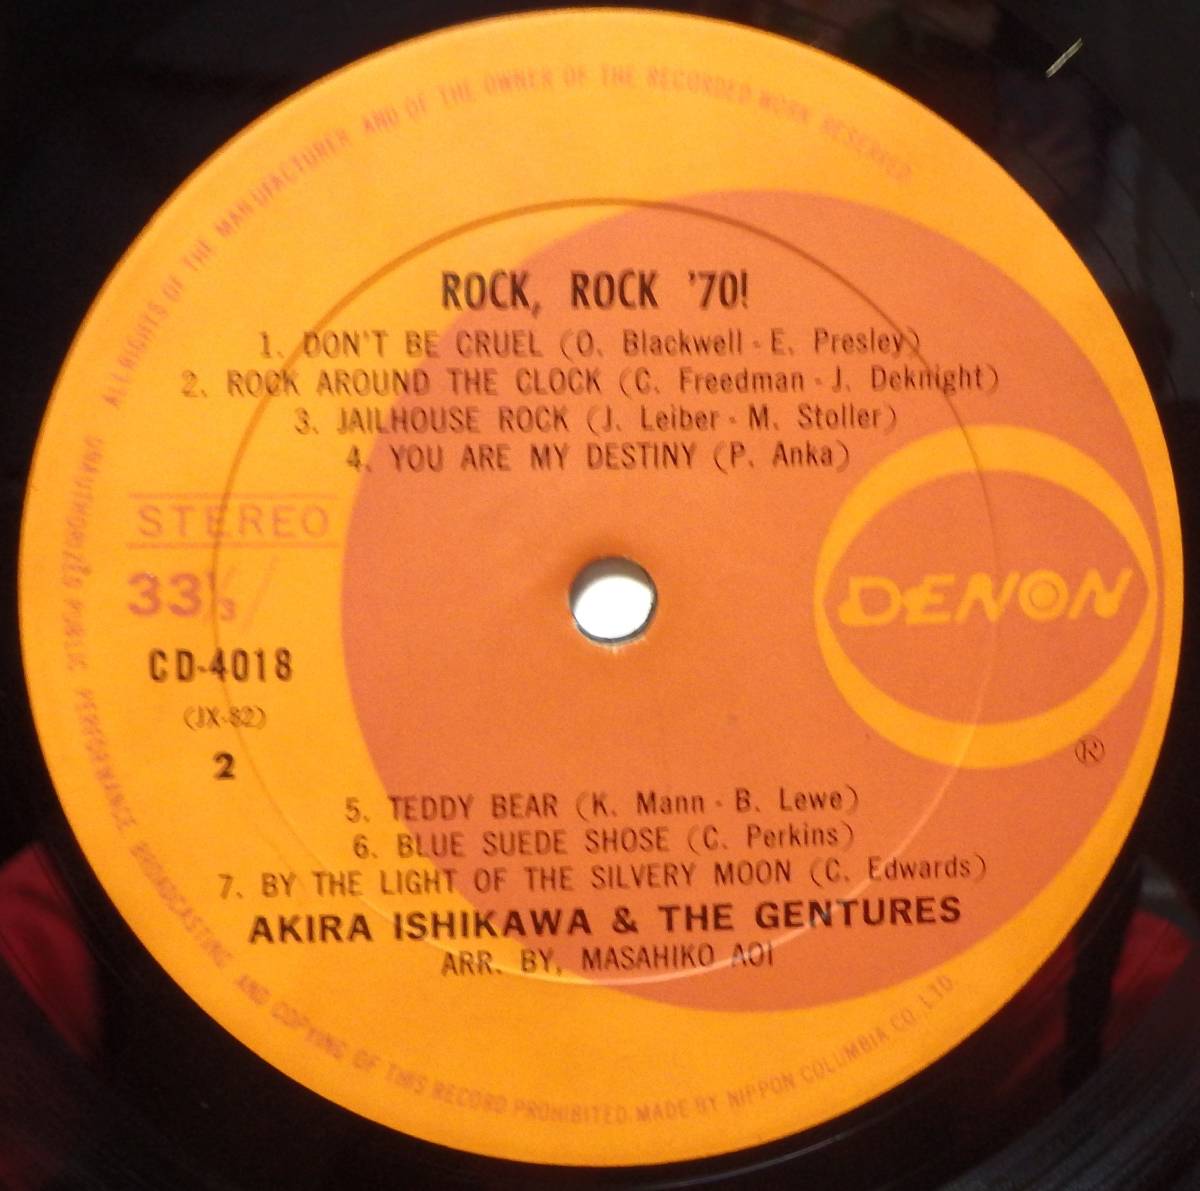 ALL RIGHTS OF THE MANUFACTURER AND OF THE OWNER OF THE RECORDED WORK RESERVED
ROCK, ROCK '70!
1. DON'T BE CRUEL (O. Blackwell - E. Presley)
2. ROCK AROUND THE CLOCK (C. Freedman - J. Deknight)
3. JAILHOUSE ROCK (J. Leiber - M. Stoller)
4. YOU ARE MY DESTINY (P. Anka)
STEREO
33 1/3
CD-4018
(JX-82)
2
DENON
®
5. TEDDY BEAR (K. Mann - B. Lewe)
6. BLUE SUEDE SHOSE (C. Perkins)
7. BY THE LIGHT OF THE SILVERY MOON (C. Edwards)
AKIRA ISHIKAWA & THE GENTURES
ARR. BY, MASAHIKO AOI
UNAUTHORIZED PUBLIC PERFORMANCE BROADCASTING AND COPYING OF THIS RECORD PROHIBITED. MADE BY NIPPON COLUMBIA CO., LTD.